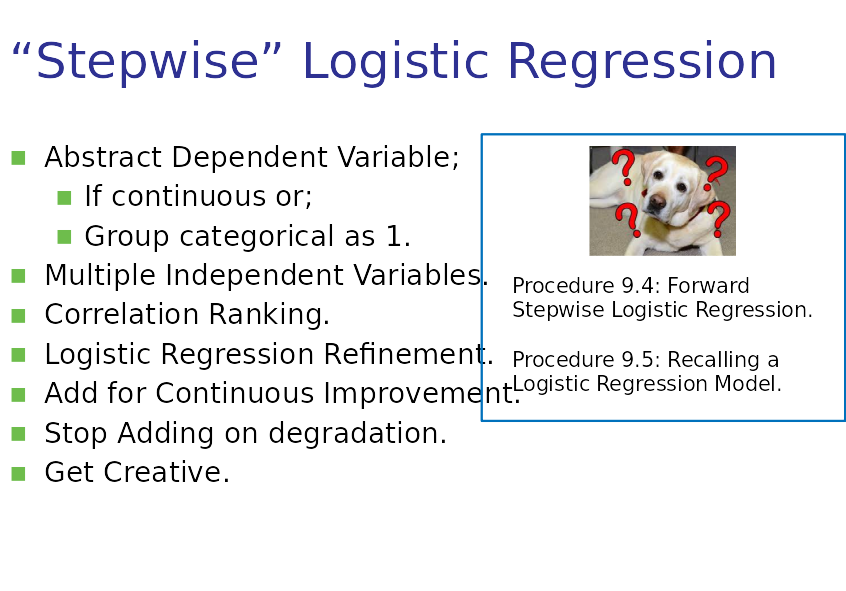 “Stepwise” Logistic Regression
Abstract Dependent Variable;
If continuous or;
Group categorical as 1.
Multiple Independent Variables.
Correlation Ranking.
Logistic Regression Refinement.
Add for Continuous Improvement.
Stop Adding on degradation.
Get Creative.
? ? ? ?
Procedure 9.4: Forward
Stepwise Logistic Regression.
Procedure 9.5: Recalling a
Logistic Regression Model.